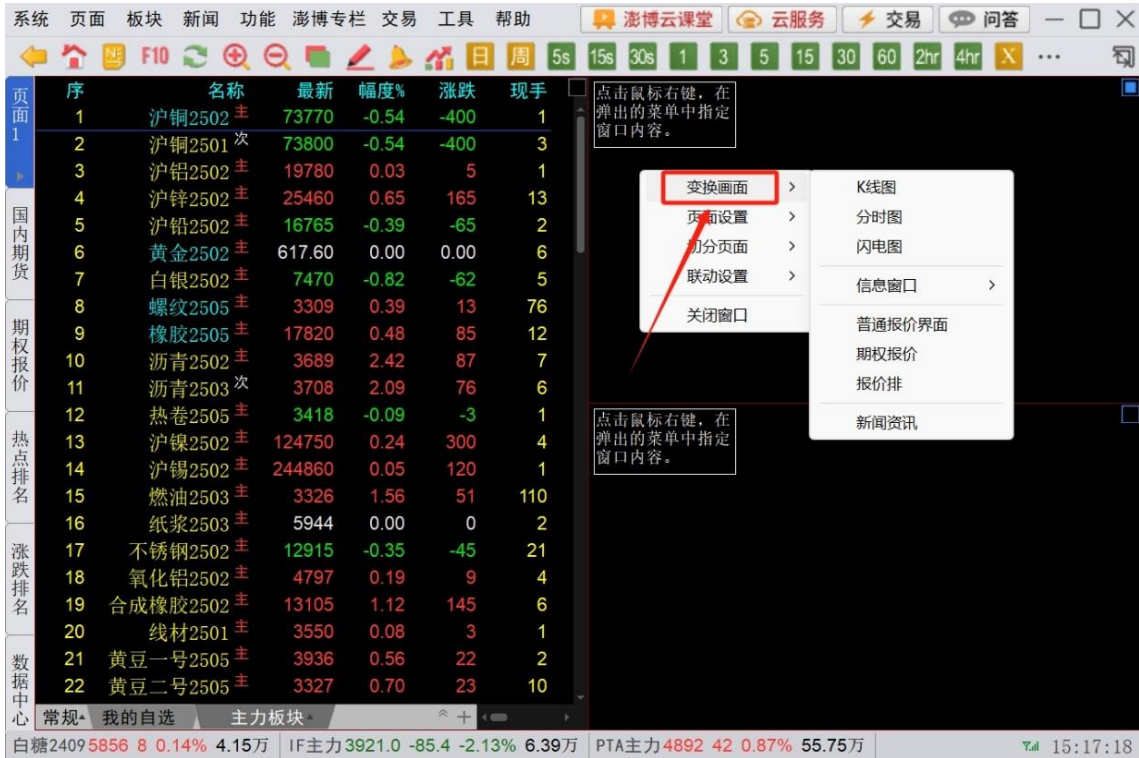 系统 页面 板块 新闻 功能 澎博专栏 交易 工具 帮助 澎博云课堂 云服务 交易 问答
F10 日 周 5s 15s 30s 1 3 5 15 30 60 2hr 4hr X ...
页面1
国内期货
期权报价
热点排名
涨跌排名
数据中心
序 名称 最新 幅度% 涨跌 现手
1 沪铜2502 主 73770 -0.54 -400 1
2 沪铜2501 次 73800 -0.54 -400 3
3 沪铝2502 主 19780 0.03 5 1
4 沪锌2502 主 25460 0.65 165 13
5 沪铅2502 主 16765 -0.39 -65 2
6 黄金2502 主 617.60 0.00 0.00 6
7 白银2502 主 7470 -0.82 -62 5
8 螺纹2505 主 3309 0.39 13 76
9 橡胶2505 主 17820 0.48 85 12
10 沥青2502 主 3689 2.42 87 7
11 沥青2503 次 3708 2.09 76 6
12 热卷2505 主 3418 -0.09 -3 1
13 沪镍2502 主 124750 0.24 300 4
14 沪锡2502 主 244860 0.05 120 1
15 燃油2503 主 3326 1.56 51 110
16 纸浆2503 主 5944 0.00 0 2
17 不锈钢2502 主 12915 -0.35 -45 21
18 氧化铝2502 主 4797 0.19 9 4
19 合成橡胶2502 主 13105 1.12 145 6
20 线材2501 主 3550 0.08 3 1
21 黄豆一号2505 主 3936 0.56 22 2
22 黄豆二号2505 主 3327 0.70 23 10
常规 我的自选 主力板块
点击鼠标右键，在
弹出的菜单中指定
窗口内容。
变换画面
页面设置
切分页面
联动设置
关闭窗口
K线图
分时图
闪电图
信息窗口
普通报价界面
期权报价
报价排
新闻资讯
点击鼠标右键，在
弹出的菜单中指定
窗口内容。
白糖2409 5856 8 0.14% 4.15万 IF主力 3921.0 -85.4 -2.13% 6.39万 PTA主力 4892 42 0.87% 55.75万 15:17:18